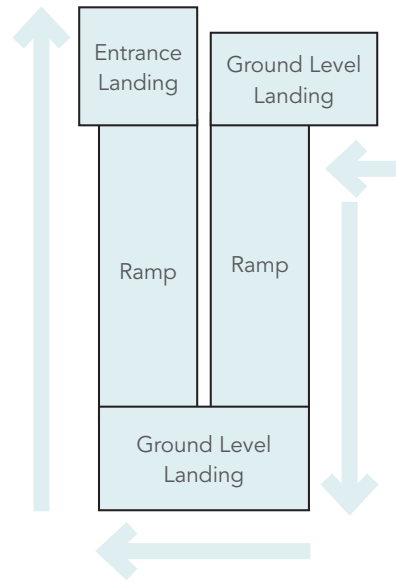 Entrance
Landing
Ground Level
Landing
Ramp
Ramp
Ground Level
Landing